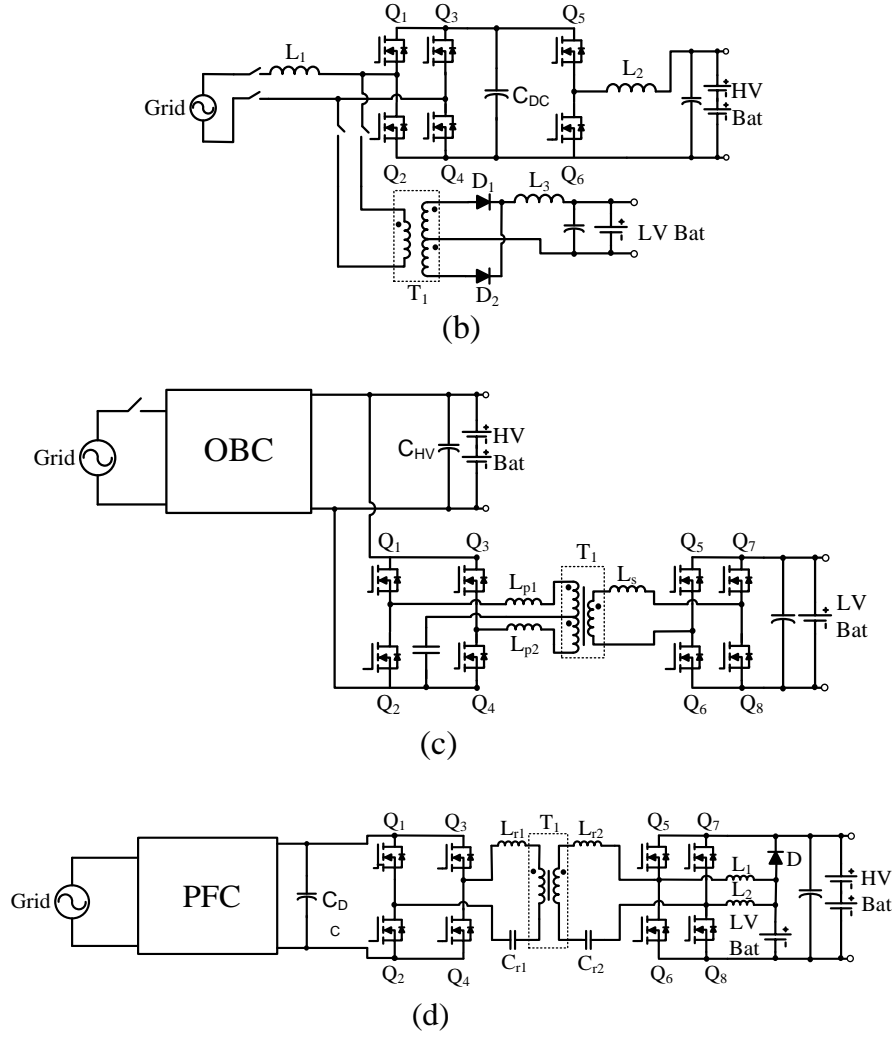 Q1 Q3 Q5
L1
L2
Grid
CDC
HV
Bat
Q2 Q4 Q6
D1 L3
LV Bat
T1 D2
(b)
OBC
Grid
CHV
HV
Bat
Q1 Q3 T1 Q5 Q7
Lp1 Ls
LV
Bat
Lp2
Q2 Q4 Q6 Q8
(c)
Q1 Q3 Lr1 T1 Lr2 Q5 Q7
L1 D
HV
Bat
Grid
PFC
CD
C
L2
LV
Bat
Cr1 Cr2
Q2 Q4 Q6 Q8
(d)